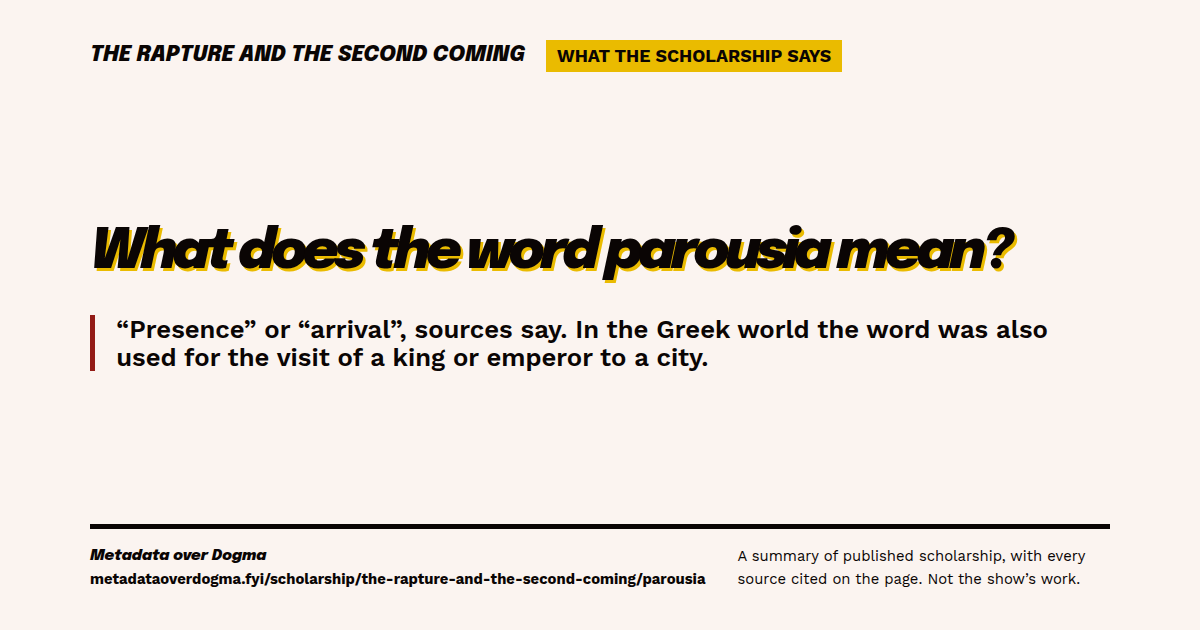 THE RAPTURE AND THE SECOND COMING
WHAT THE SCHOLARSHIP SAYS
What does the word parousia mean?
“Presence” or “arrival”, sources say. In the Greek world the word was also
used for the visit of a king or emperor to a city.
Metadata over Dogma
metadataoverdogma.fyi/scholarship/the-rapture-and-the-second-coming/parousia
A summary of published scholarship, with every
source cited on the page. Not the show’s work.